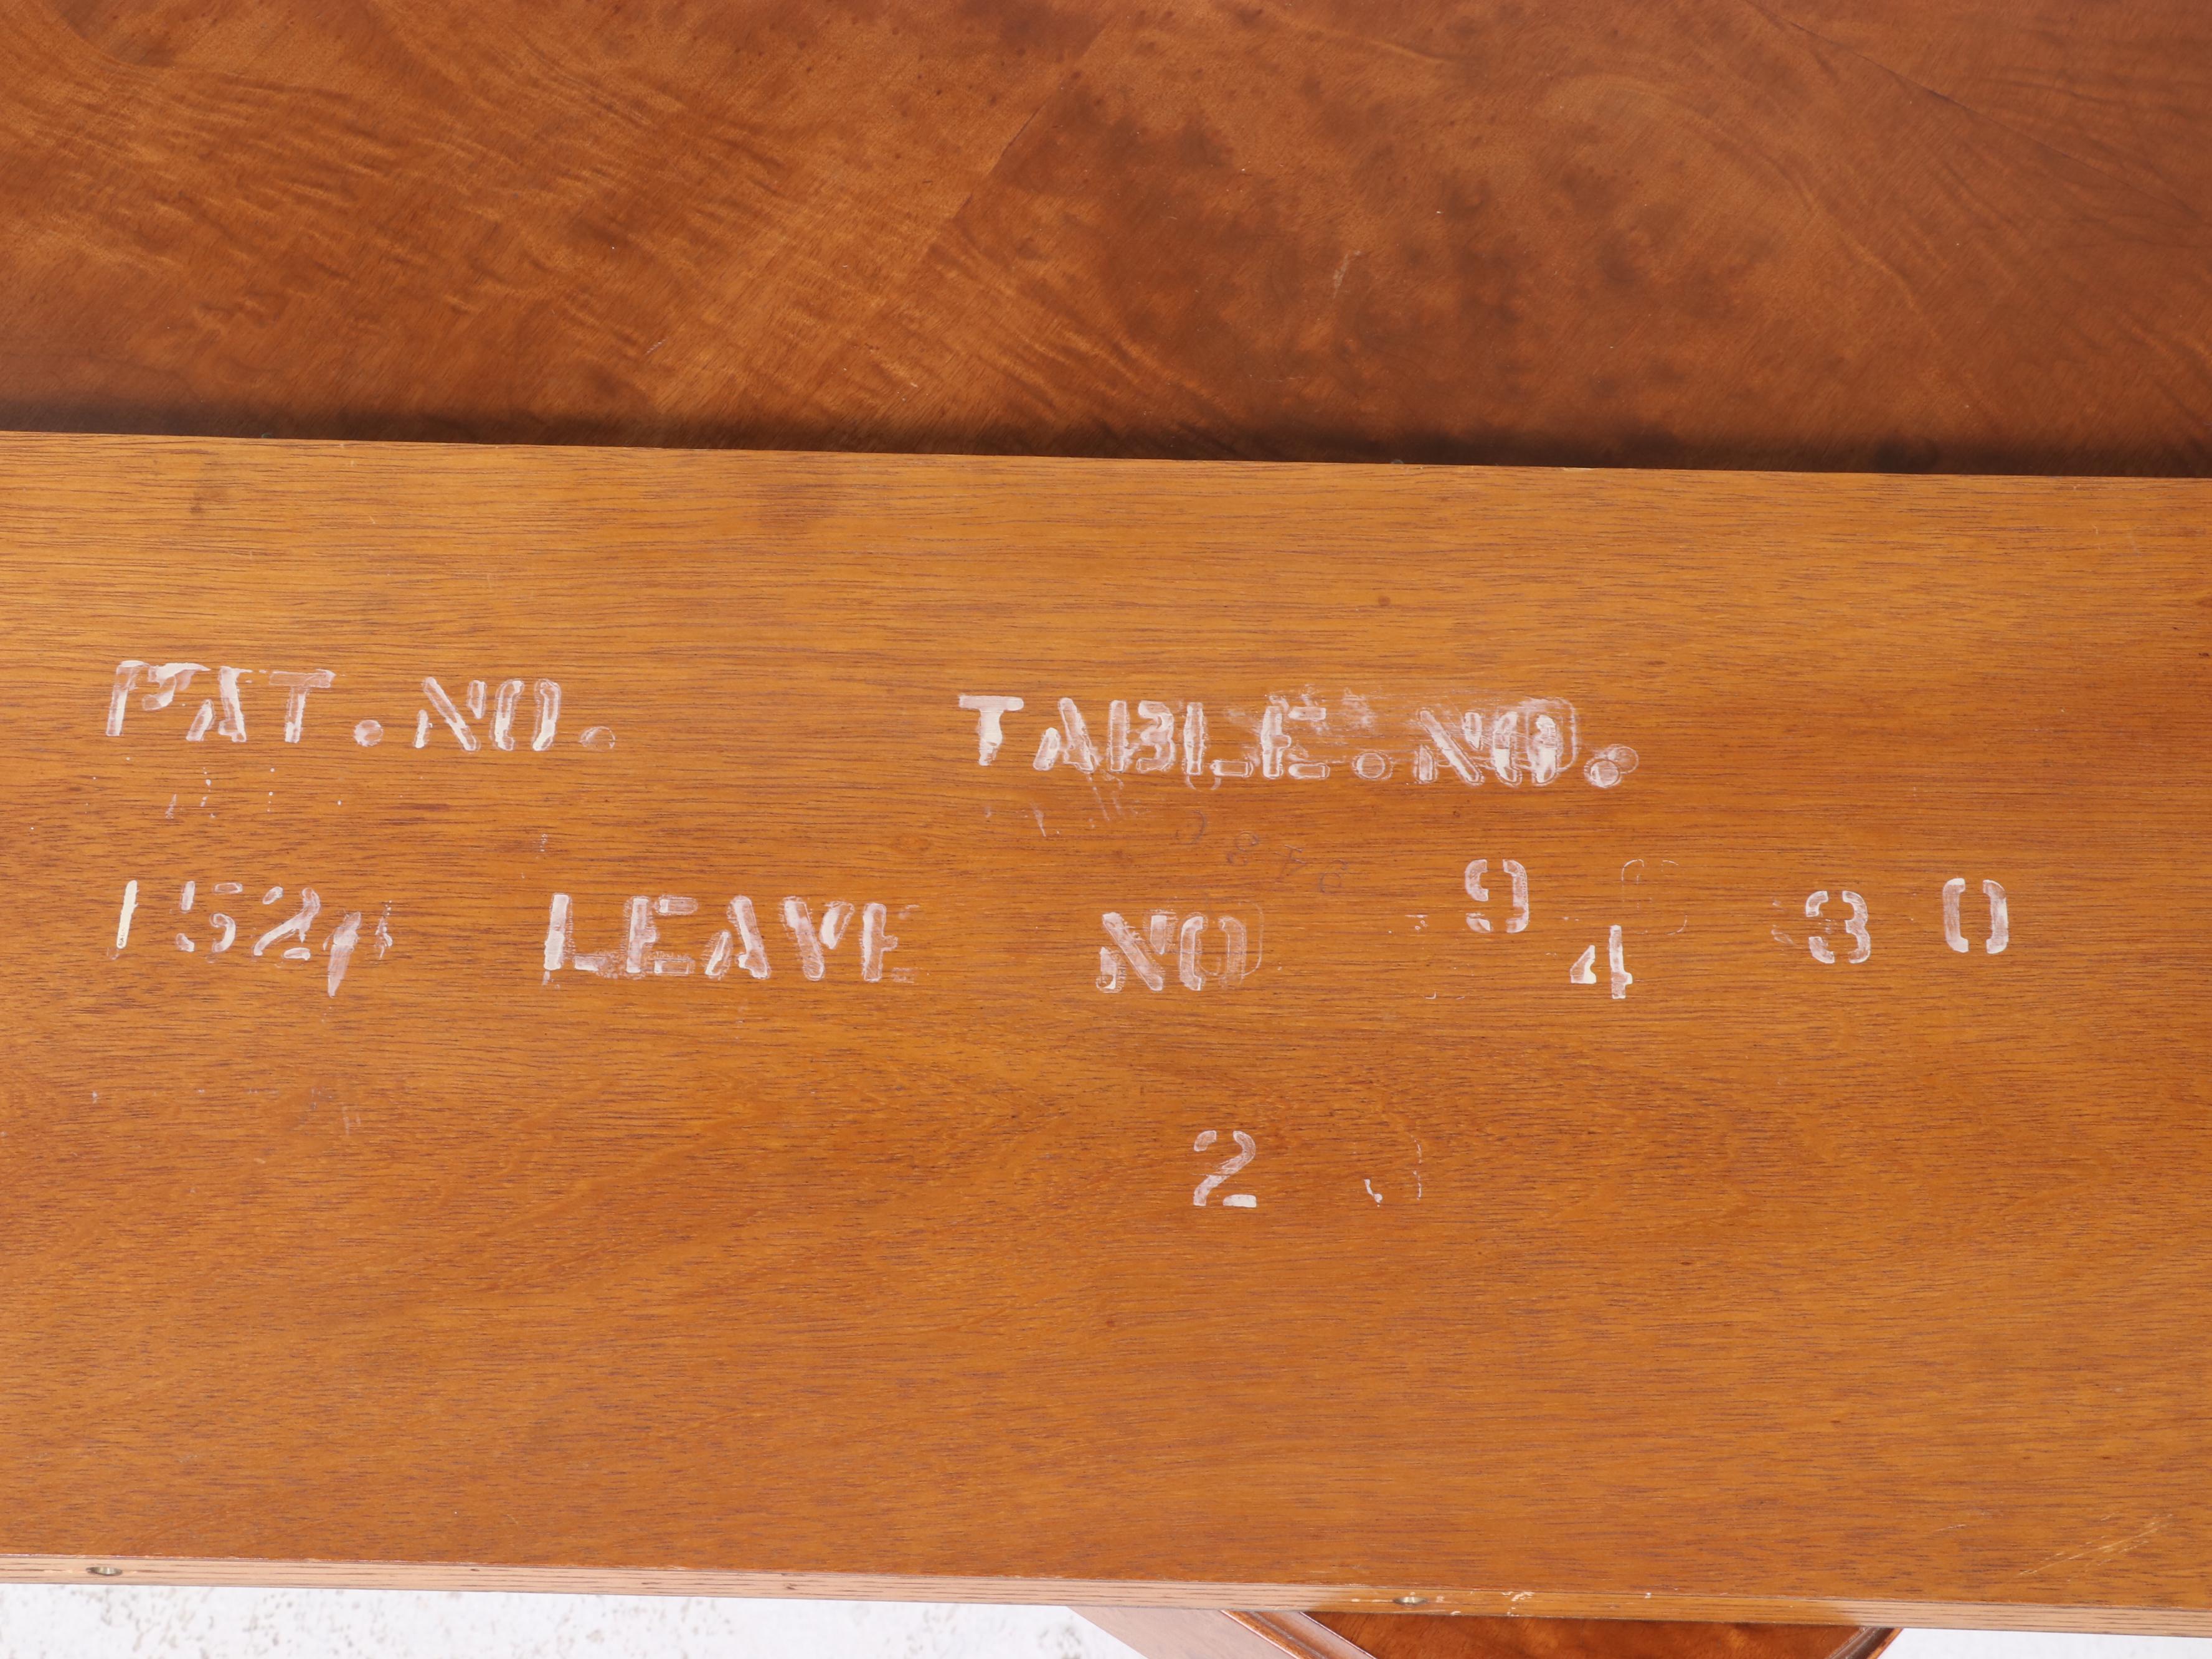 PAT.NO. TABLE.NO.
LEAVE NO 9 4 3 0
2